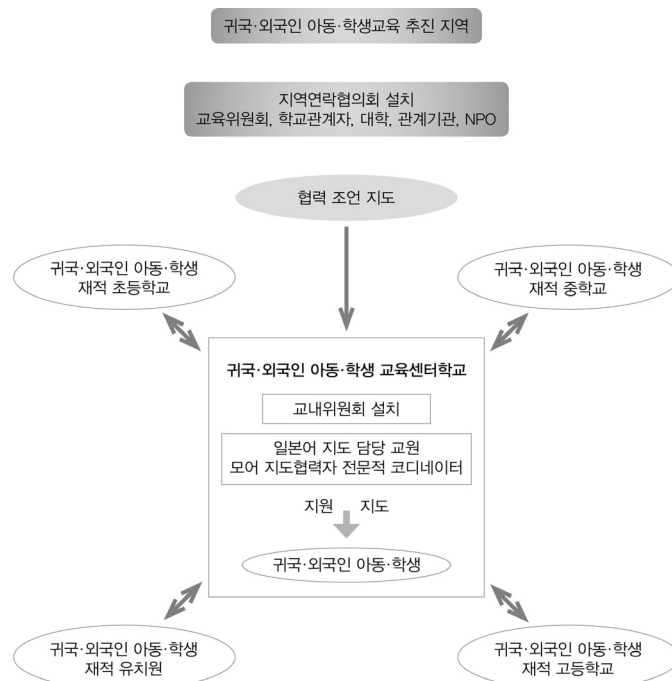 귀국·외국인 아동·학생교육 추진 지역
지역연락협의회 설치
교육위원회, 학교관계자, 대학, 관계기관, NPO
협력 조언 지도
귀국·외국인 아동·학생
재적 초등학교
귀국·외국인 아동·학생
재적 중학교
귀국·외국인 아동·학생 교육센터학교
교내위원회 설치
일본어 지도 담당 교원
모어 지도협력자 전문적 코디네이터
지원 지도
귀국·외국인 아동·학생
귀국·외국인 아동·학생
재적 유치원
귀국·외국인 아동·학생
재적 고등학교